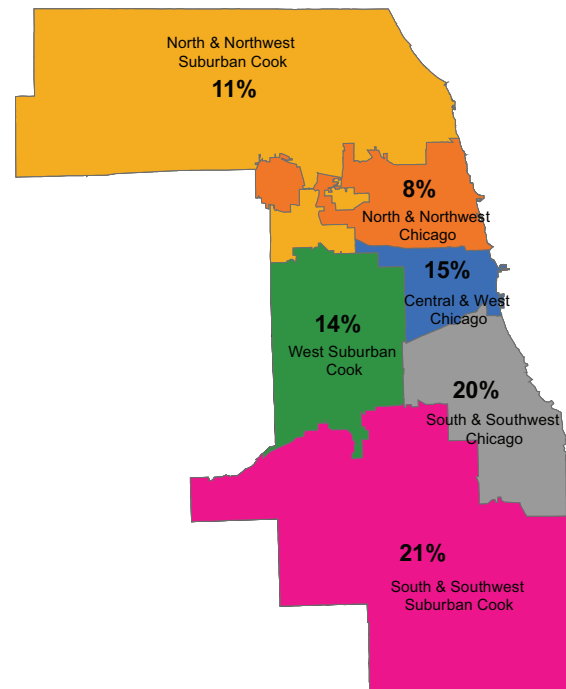 North & Northwest
Suburban Cook
11%
8%
North & Northwest
Chicago
15%
Central & West
Chicago
14%
West Suburban
Cook
20%
South & Southwest
Chicago
21%
South & Southwest
Suburban Cook